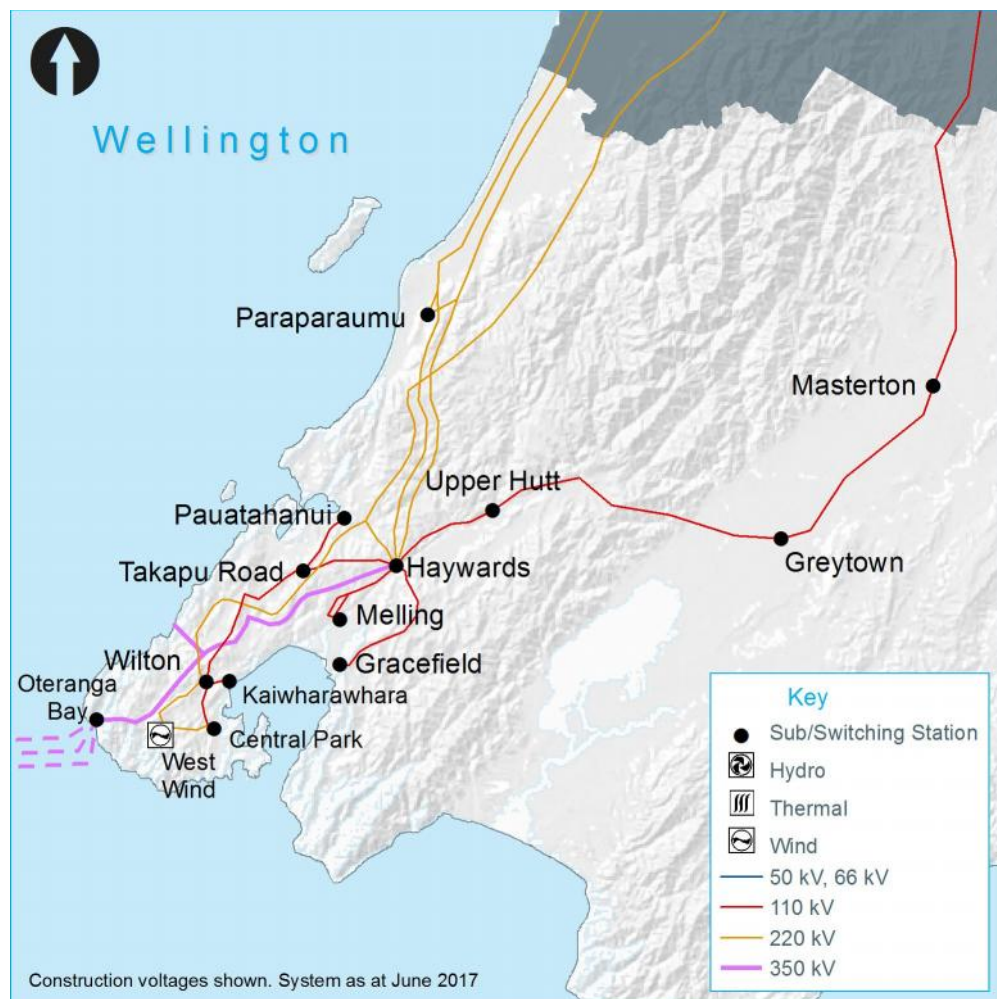 Wellington
Paraparaumu
Masterton
Upper Hutt
Pauatahanui
Greytown
Takapu Road
Haywards
Melling
Wilton
Gracefield
Oteranga
Bay
Kaiwharawhara
Central Park
West
Wind
Key
Sub/Switching Station
Hydro
Thermal
Wind
50 kV, 66 kV
110 kV
220 kV
350 kV
Construction voltages shown. System as at June 2017